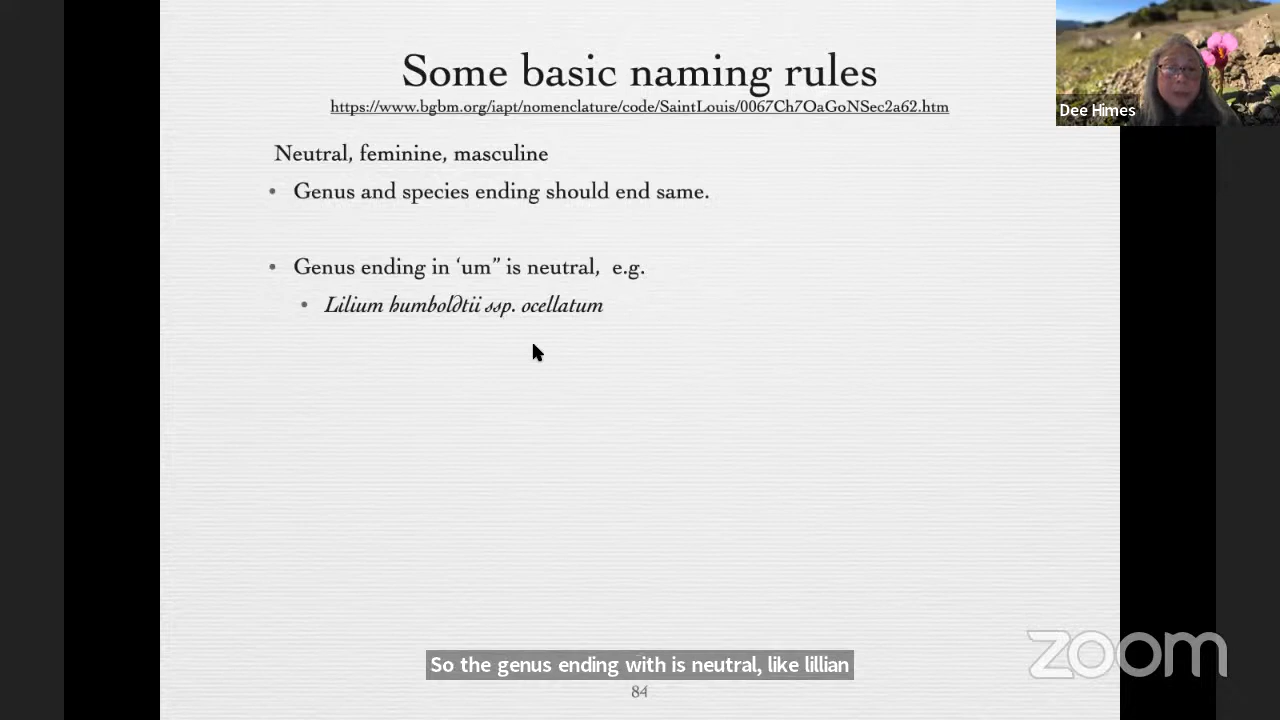 Some basic naming rules
https://www.bgbm.org/iapt/nomenclature/code/SaintLouis/0067Ch7OaGoNSec2a62.htm
Dee Himes
Neutral, feminine, masculine
• Genus and species ending should end same.
• Genus ending in ‘um” is neutral, e.g.
• Lilium humboldtii ssp. ocellatum
So the genus ending with is neutral, like lillian
zoom
84